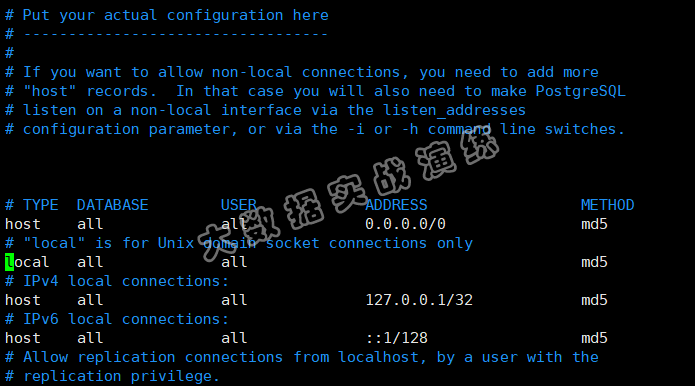 # Put your actual configuration here
# ----------------------------------
#
# If you want to allow non-local connections, you need to add more
# "host" records.  In that case you will also need to make PostgreSQL
# listen on a non-local interface via the listen_addresses
# configuration parameter, or via the -i or -h command line switches.
# TYPE  DATABASE        USER            ADDRESS                 METHOD
host    all             all             0.0.0.0/0               md5
# "local" is for Unix domain socket connections only
local   all             all                                     md5
# IPv4 local connections:
host    all             all             127.0.0.1/32            md5
# IPv6 local connections:
host    all             all             ::1/128                 md5
# Allow replication connections from localhost, by a user with the
# replication privilege.
大数据实战演练